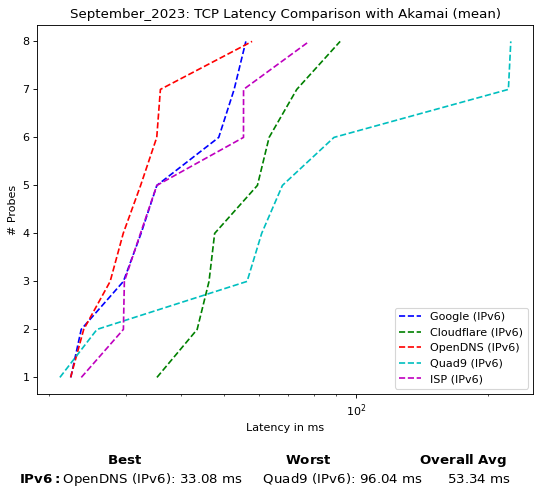 September_2023: TCP Latency Comparison with Akamai (mean)
8
7
6
5
4
3
2
1
# Probes
Google (IPv6)
Cloudflare (IPv6)
OpenDNS (IPv6)
Quad9 (IPv6)
ISP (IPv6)
10²
Latency in ms
Best Worst Overall Avg
IPv6: OpenDNS (IPv6): 33.08 ms Quad9 (IPv6): 96.04 ms 53.34 ms